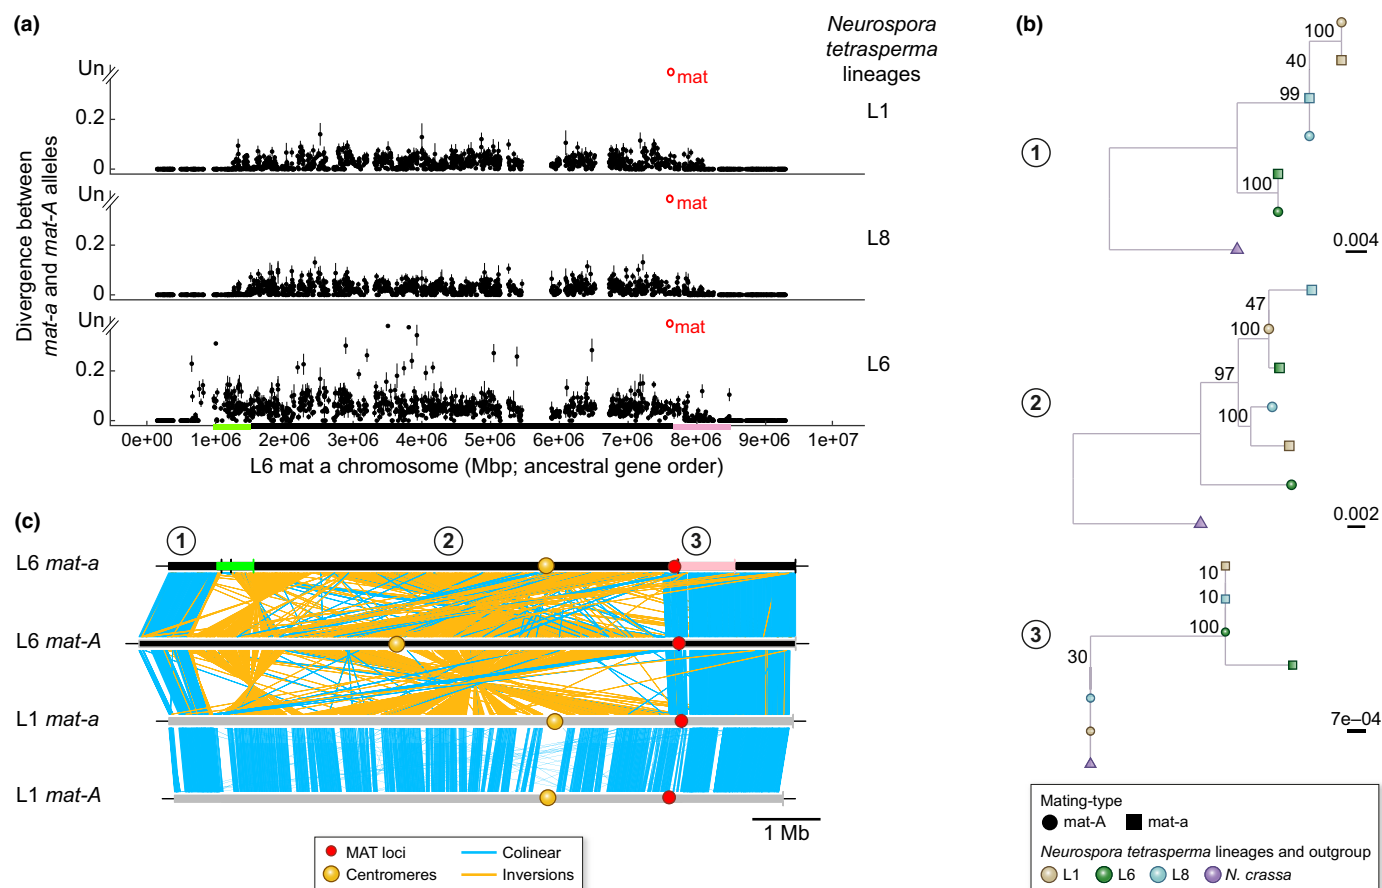 (a)
Neurospora
tetrasperma
lineages
Divergence between
mat-a and mat-A alleles
Un
0.2
0
mat
L1
Un
0.2
0
mat
L8
Un
0.2
0
mat
L6
0e+00 1e+06 2e+06 3e+06 4e+06 5e+06 6e+06 7e+06 8e+06 9e+06 1e+07
L6 mat a chromosome (Mbp; ancestral gene order)
(b)
1
100
40
99
100
0.004
2
47
100
97
100
0.002
3
10
10
100
30
7e–04
Mating-type
mat-A mat-a
Neurospora tetrasperma lineages and outgroup
L1 L6 L8 N. crassa
(c)
1 2 3
L6 mat-a
L6 mat-A
L1 mat-a
L1 mat-A
1 Mb
MAT loci Colinear
Centromeres Inversions